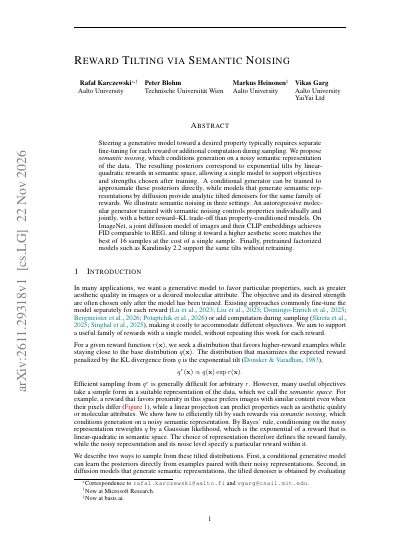 REWARD TILTING VIA SEMANTIC NOISING
Rafał Karczewski*,† Peter Blohm Markus Heinonen‡ Vikas Garg
Aalto University Technische Universität Wien Aalto University Aalto University
YaiYai Ltd
ABSTRACT
Steering a generative model toward a desired property typically requires separate
fine-tuning for each reward or additional computation during sampling. We propose
semantic noising, which conditions generation on a noisy semantic representation
of the data. The resulting posteriors correspond to exponential tilts by linear-
quadratic rewards in semantic space, allowing a single model to support objectives
and strengths chosen after training. A conditional generator can be trained to
approximate these posteriors directly, while models that generate semantic rep-
resentations by diffusion provide analytic tilted denoisers for the same family of
rewards. We illustrate semantic noising in three settings. An autoregressive molec-
ular generator trained with semantic noising controls properties individually and
jointly, with a better reward–KL trade-off than property-conditioned models. On
ImageNet, a joint diffusion model of images and their CLIP embeddings achieves
FID comparable to REG, and tilting it toward a higher aesthetic score matches the
best of 16 samples at the cost of a single sample. Finally, pretrained factorized
models such as Kandinsky 2.2 support the same tilts without retraining.
1 INTRODUCTION
In many applications, we want a generative model to favor particular properties, such as greater
aesthetic quality in images or a desired molecular attribute. The objective and its desired strength
are often chosen only after the model has been trained. Existing approaches commonly fine-tune the
model separately for each reward (Lu et al., 2023; Liu et al., 2025; Domingo-Enrich et al., 2025;
Bergmeister et al., 2026; Potaptchik et al., 2026) or add computation during sampling (Skreta et al.,
2025; Singhal et al., 2025), making it costly to accommodate different objectives. We aim to support
a useful family of rewards with a single model, without repeating this work for each reward.
For a given reward function r(x), we seek a distribution that favors higher-reward examples while
staying close to the base distribution q(x). The distribution that maximizes the expected reward
penalized by the KL divergence from q is the exponential tilt (Donsker & Varadhan, 1983),
q*(x) ∝ q(x) exp r(x).
Efficient sampling from q* is generally difficult for arbitrary r. However, many useful objectives
take a simple form in a suitable representation of the data, which we call the semantic space. For
example, a reward that favors proximity in this space prefers images with similar content even when
their pixels differ (Figure 1), while a linear projection can predict properties such as aesthetic quality
or molecular attributes. We show how to efficiently tilt by such rewards via semantic noising, which
conditions generation on a noisy semantic representation. By Bayes' rule, conditioning on the noisy
representation reweights q by a Gaussian likelihood, which is the exponential of a reward that is
linear-quadratic in semantic space. The choice of representation therefore defines the reward family,
while the noisy representation and its noise level specify a particular reward within it.
We describe two ways to sample from these tilted distributions. First, a conditional generative model
can learn the posteriors directly from examples paired with their noisy representations. Second, in
diffusion models that generate semantic representations, the tilted denoiser is obtained by evaluating
*Correspondence to rafal.karczewski@aalto.fi and vgarg@csail.mit.edu.
†Now at Microsoft Research.
‡Now at basis.ai.
1
arXiv:2611.29318v1 [cs.LG] 22 Nov 2026